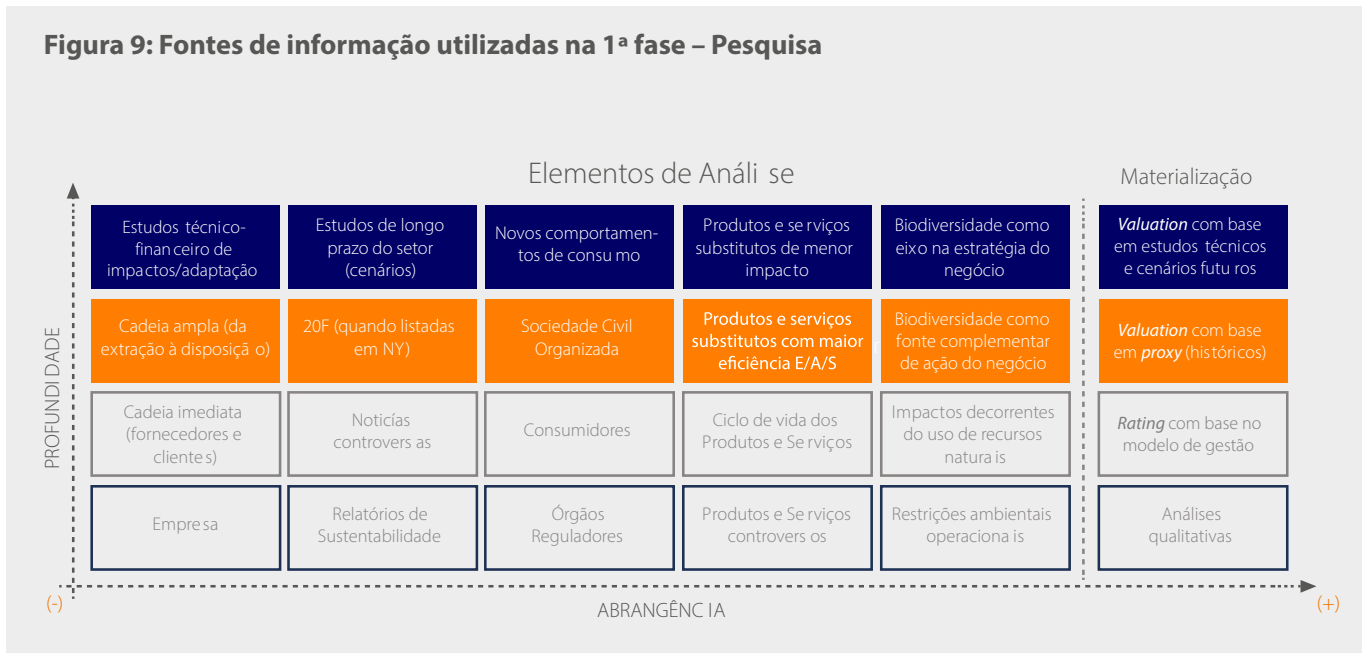 Figura 9: Fontes de informação utilizadas na 1ª fase – Pesquisa
Elementos de Análi se
Materialização
Estudos técnico-
finan ceiro de
impactos/adaptação
Estudos de longo
prazo do setor
(cenários)
Novos comportamen-
tos de consu mo
Produtos e se rviços
substitutos de menor
impacto
Biodiversidade como
eixo na estratégia do
negócio
Valuation com base
em estudos técnicos
e cenários futu ros
Cadeia ampla (da
extração à disposiçã o)
20F (quando listadas
em NY)
Sociedade Civil
Organizada
Produtos e serviços
substitutos com maior
eficiência E/A/S
Biodiversidade como
fonte complementar
de ação do negócio
Valuation com base
em proxy (his tóricos)
Cadeia imediata
(fornecedores e
cliente s)
Noticías
controvers as
Consumidores
Ciclo de vida dos
Produtos e Se rviços
Impactos decorrentes
do uso de recursos
natura is
Rating com base no
modelo de gestão
Empre sa
Relatórios de
Sustentabilidade
Órgãos
Reguladores
Produtos e Se rviços
controvers os
Restrições ambientais
operaciona is
Análises
qualitativas
PROFUNDI DADE
(-)
ABRANGÊNC IA
(+)